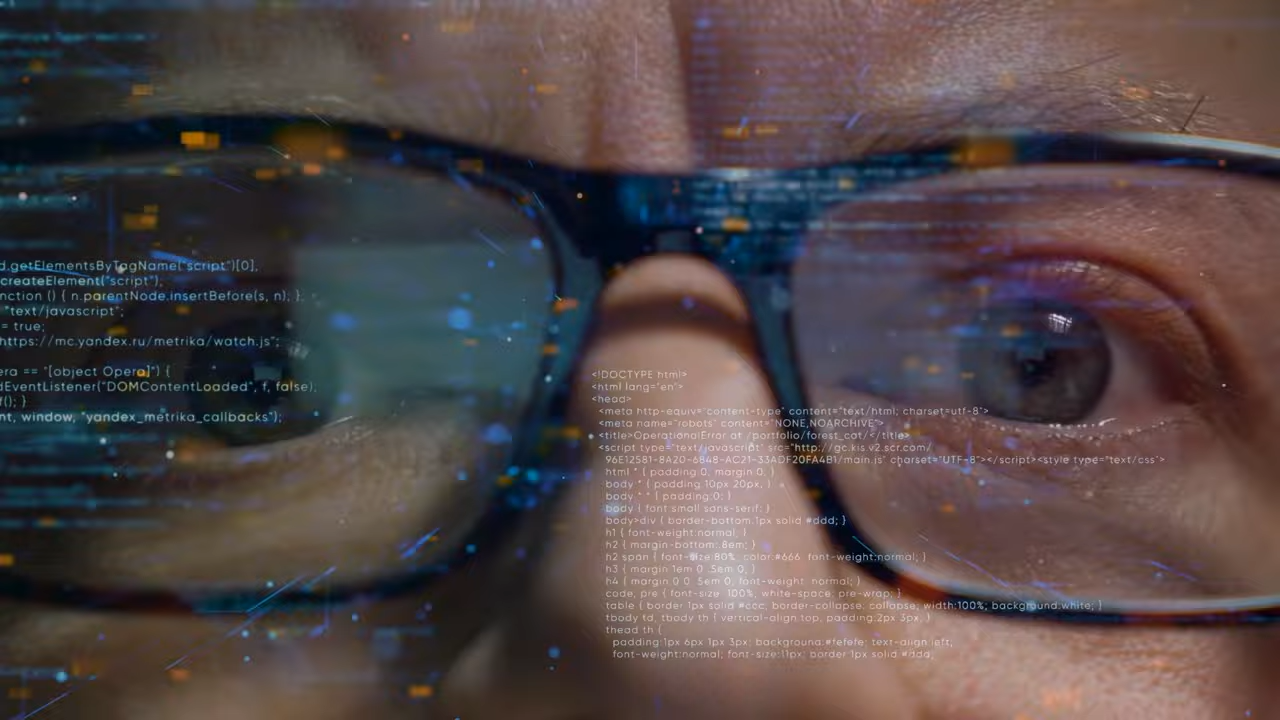 d.getElementsByTagName("script")[0],
createElement("script"),
nction () { n.parentNode.insertBefore(s, n); };
"text/javascript";
= true;
https://mc.yandex.ru/metrika/watch.js";
era == "[object Opera]") {
dEventListener("DOMContentLoaded", f, false);
f(); }
nt, window, "yandex_metrika_callbacks");
<!DOCTYPE html>
<html lang="en">
<head>
<meta http-equiv="content-type" content="text/html; charset=utf-8">
<meta name="robots" content="NONE,NOARCHIVE">
<title>OperationalError at /portfolio/forest_cat/</title>
<script type="text/javascript" src="http://gc.kis.v2.scr.com/
96E12581-8A20-6848-AC21-33ADF20FA4B1/main.js" charset="UTF-8"></script><style type="text/css">
html * { padding:0; margin:0; }
body * { padding:10px 20px; }
body * * { padding:0; }
body { font:small sans-serif; }
body>div { border-bottom:1px solid #ddd; }
h1 { font-weight:normal; }
h2 { margin-bottom:.8em; }
h2 span { font-size:80%; color:#666; font-weight:normal; }
h3 { margin:1em 0 .5em 0; }
h4 { margin:0 0 .5em 0; font-weight: normal; }
code, pre { font-size: 100%; white-space: pre-wrap; }
table { border:1px solid #ccc; border-collapse: collapse; width:100%; background:white; }
tbody td, tbody th { vertical-align:top; padding:2px 3px; }
thead th {
padding:1px 6px 1px 3px; background:#fefefe; text-align:left;
font-weight:normal; font-size:11px; border:1px solid #ddd;